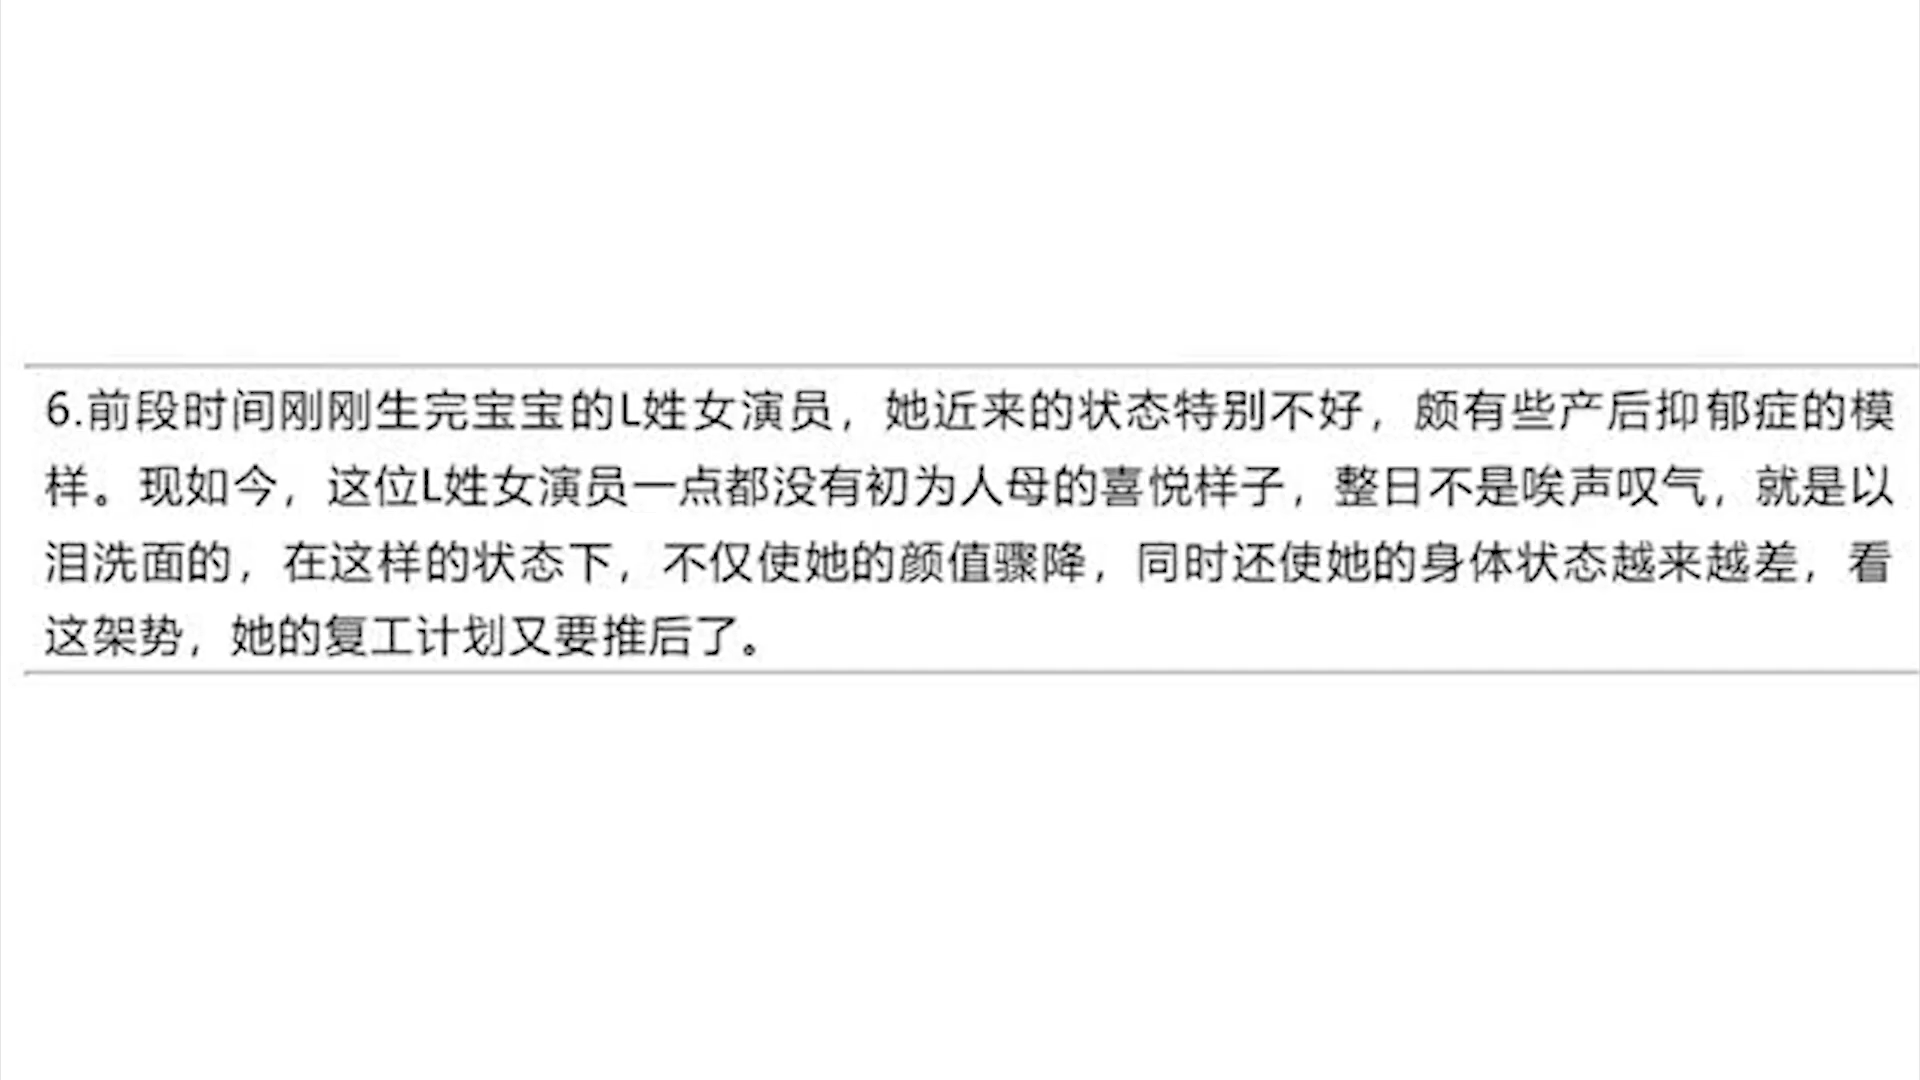 6.前段时间刚刚生完宝宝的L姓女演员，她近来的状态特别不好，颇有些产后抑郁症的模
样。现如今，这位L姓女演员一点都没有初为人母的喜悦样子，整日不是唉声叹气，就是以
泪洗面的，在这样的状态下，不仅使她的颜值骤降，同时还使她的身体状态越来越差，看
这架势，她的复工计划又要推后了。